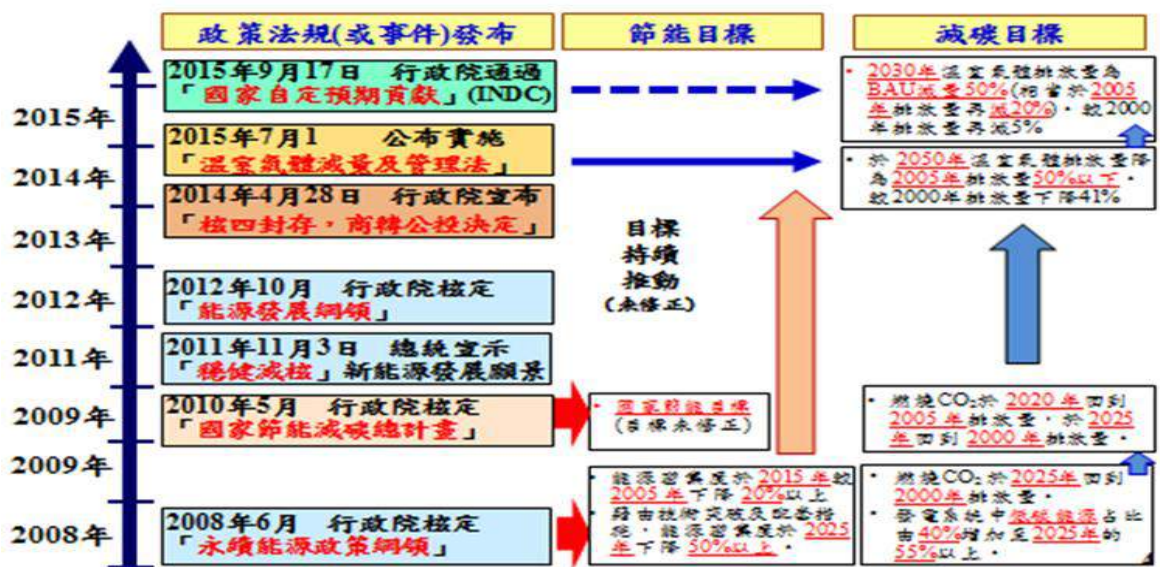 政策法規(或事件)發布
節能目標
減碳目標
2015年
2014年
2013年
2012年
2011年
2009年
2009年
2008年
2015年9月17日 行政院通過
「國家自定預期貢獻」(INDC)
2015年7月1 公布實施
「溫室氣體減量及管理法」
2014年4月28日 行政院宣布
「核四封存，商轉公投決定」
2012年10月 行政院核定
「能源發展綱領」
2011年11月3日 總統宣示
「穩健減核」新能源發展願景
2010年5月 行政院核定
「國家節能減碳總計畫」
2008年6月 行政院核定
「永續能源政策綱領」
目標
持續
推動
(未修正)
• 國家節能目標
(目標未修正)
• 能源密集度於2015年較
2005年下降20%以上
• 藉由技術突破及配套措
施，能源密集度於2025
年下降50%以上。
• 2030年溫室氣體排放量為
BAU減量50%(相當於2005
年排放量再減20%)，較2000
年排放量再減5%
• 於2050年溫室氣體排放量降
為2005年排放量50%以下，
較2000年排放量下降41%
• 燃燒CO₂於2020年回到
2005年排放量，於2025
年回到2000年排放量。
• 燃燒CO₂於2025年回到
2000年排放量。
• 發電系統中低碳能源占比
由40%增加至2025年的
55%以上。